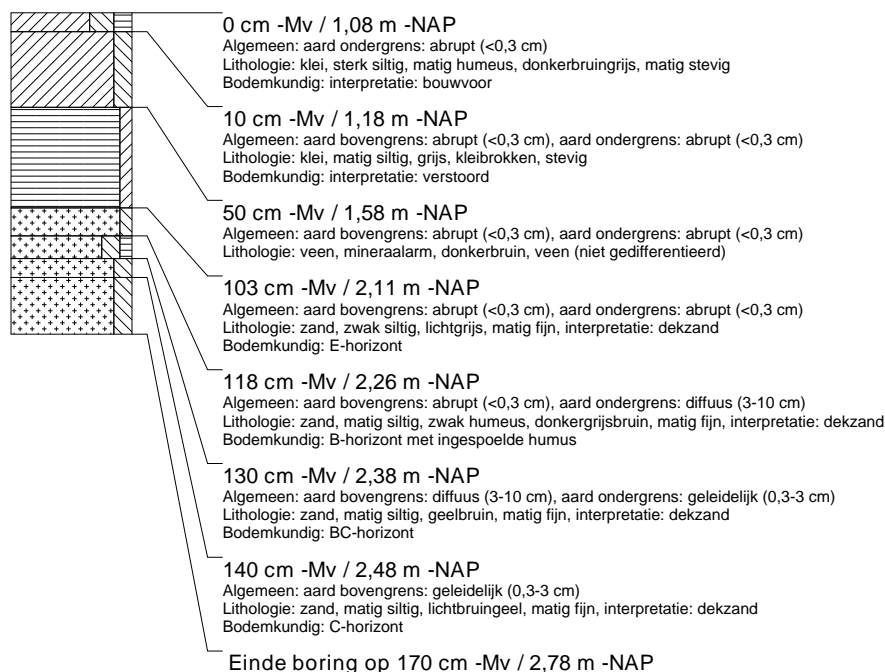 0 cm -Mv / 1,08 m -NAP
Algemeen: aard ondergrens: abrupt (<0,3 cm)
Lithologie: klei, sterk siltig, matig humeus, donkerbruingrijs, matig stevig
Bodemkundig: interpretatie: bouwvoor
10 cm -Mv / 1,18 m -NAP
Algemeen: aard bovengrens: abrupt (<0,3 cm), aard ondergrens: abrupt (<0,3 cm)
Lithologie: klei, matig siltig, grijs, kleibrokken, stevig
Bodemkundig: interpretatie: verstoord
50 cm -Mv / 1,58 m -NAP
Algemeen: aard bovengrens: abrupt (<0,3 cm), aard ondergrens: abrupt (<0,3 cm)
Lithologie: veen, mineraalarm, donkerbruin, veen (niet gedifferentieerd)
103 cm -Mv / 2,11 m -NAP
Algemeen: aard bovengrens: abrupt (<0,3 cm), aard ondergrens: abrupt (<0,3 cm)
Lithologie: zand, zwak siltig, lichtgrijs, matig fijn, interpretatie: dekzand
Bodemkundig: E-horizont
118 cm -Mv / 2,26 m -NAP
Algemeen: aard bovengrens: abrupt (<0,3 cm), aard ondergrens: diffuus (3-10 cm)
Lithologie: zand, matig siltig, zwak humeus, donkergrijsbruin, matig fijn, interpretatie: dekzand
Bodemkundig: B-horizont met ingespoelde humus
130 cm -Mv / 2,38 m -NAP
Algemeen: aard bovengrens: diffuus (3-10 cm), aard ondergrens: geleidelijk (0,3-3 cm)
Lithologie: zand, matig siltig, geelbruin, matig fijn, interpretatie: dekzand
Bodemkundig: BC-horizont
140 cm -Mv / 2,48 m -NAP
Algemeen: aard bovengrens: geleidelijk (0,3-3 cm)
Lithologie: zand, matig siltig, lichtbruingeel, matig fijn, interpretatie: dekzand
Bodemkundig: C-horizont
Einde boring op 170 cm -Mv / 2,78 m -NAP